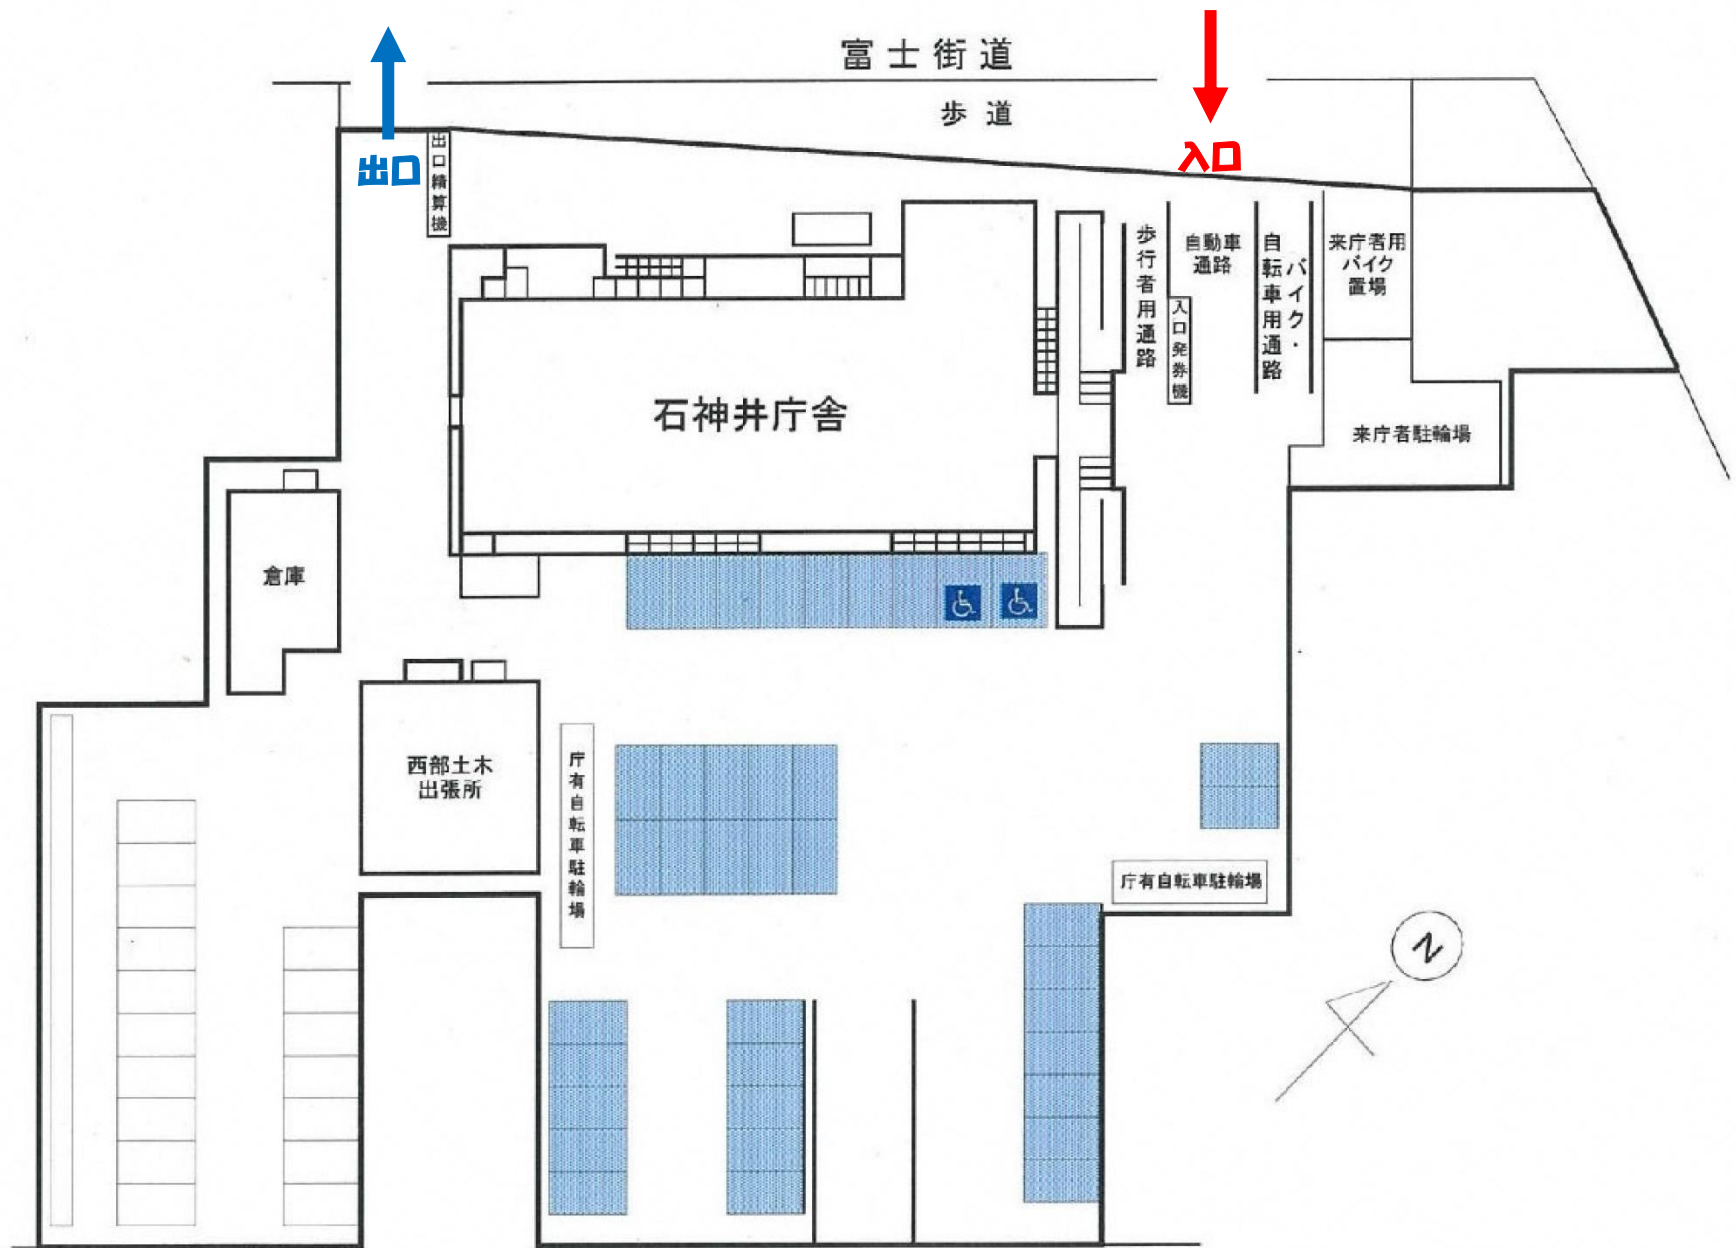 富士街道
歩道
出口
入口
出口精算機
歩行者用通路
自動車
通路
入口発券機
バイク・
自転車用通路
来庁者用
バイク
置場
石神井庁舎
来庁者駐輪場
倉庫
西部土木
出張所
庁有自転車駐輪場
庁有自転車駐輪場
N